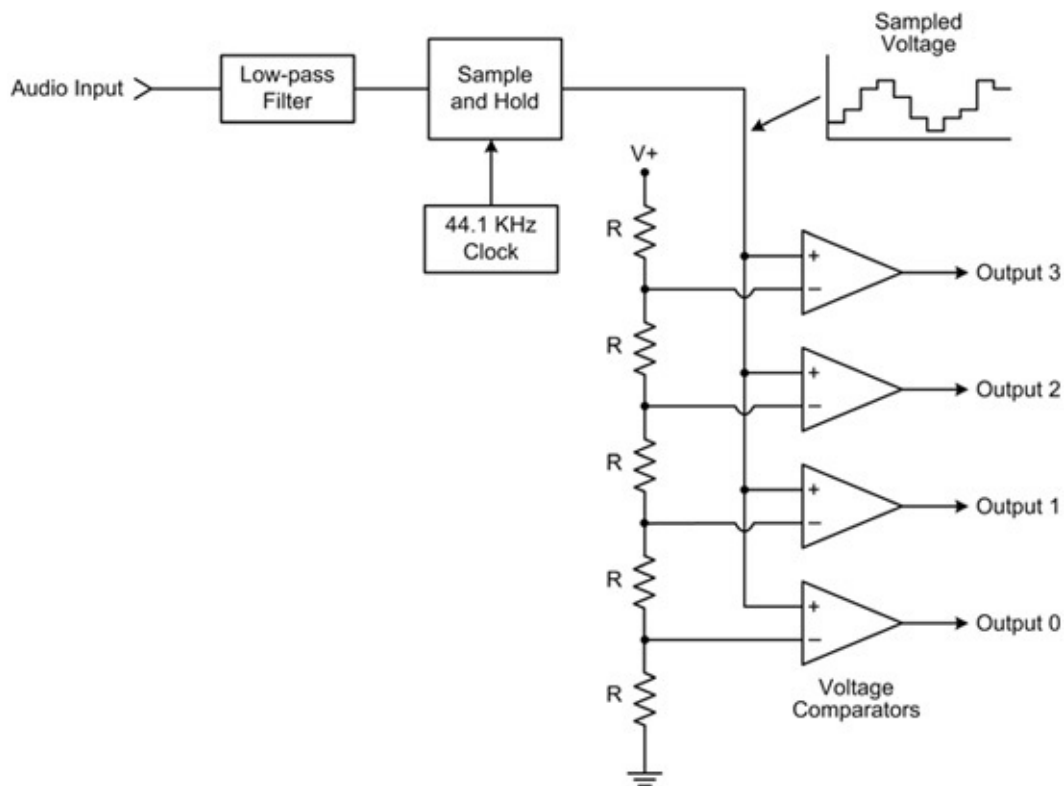 Sampled
Voltage
Audio Input
Low-pass
Filter
Sample
and Hold
44.1 KHz
Clock
V+
R
+
−
Output 3
R
+
−
Output 2
R
+
−
Output 1
R
+
−
Output 0
R
Voltage
Comparators